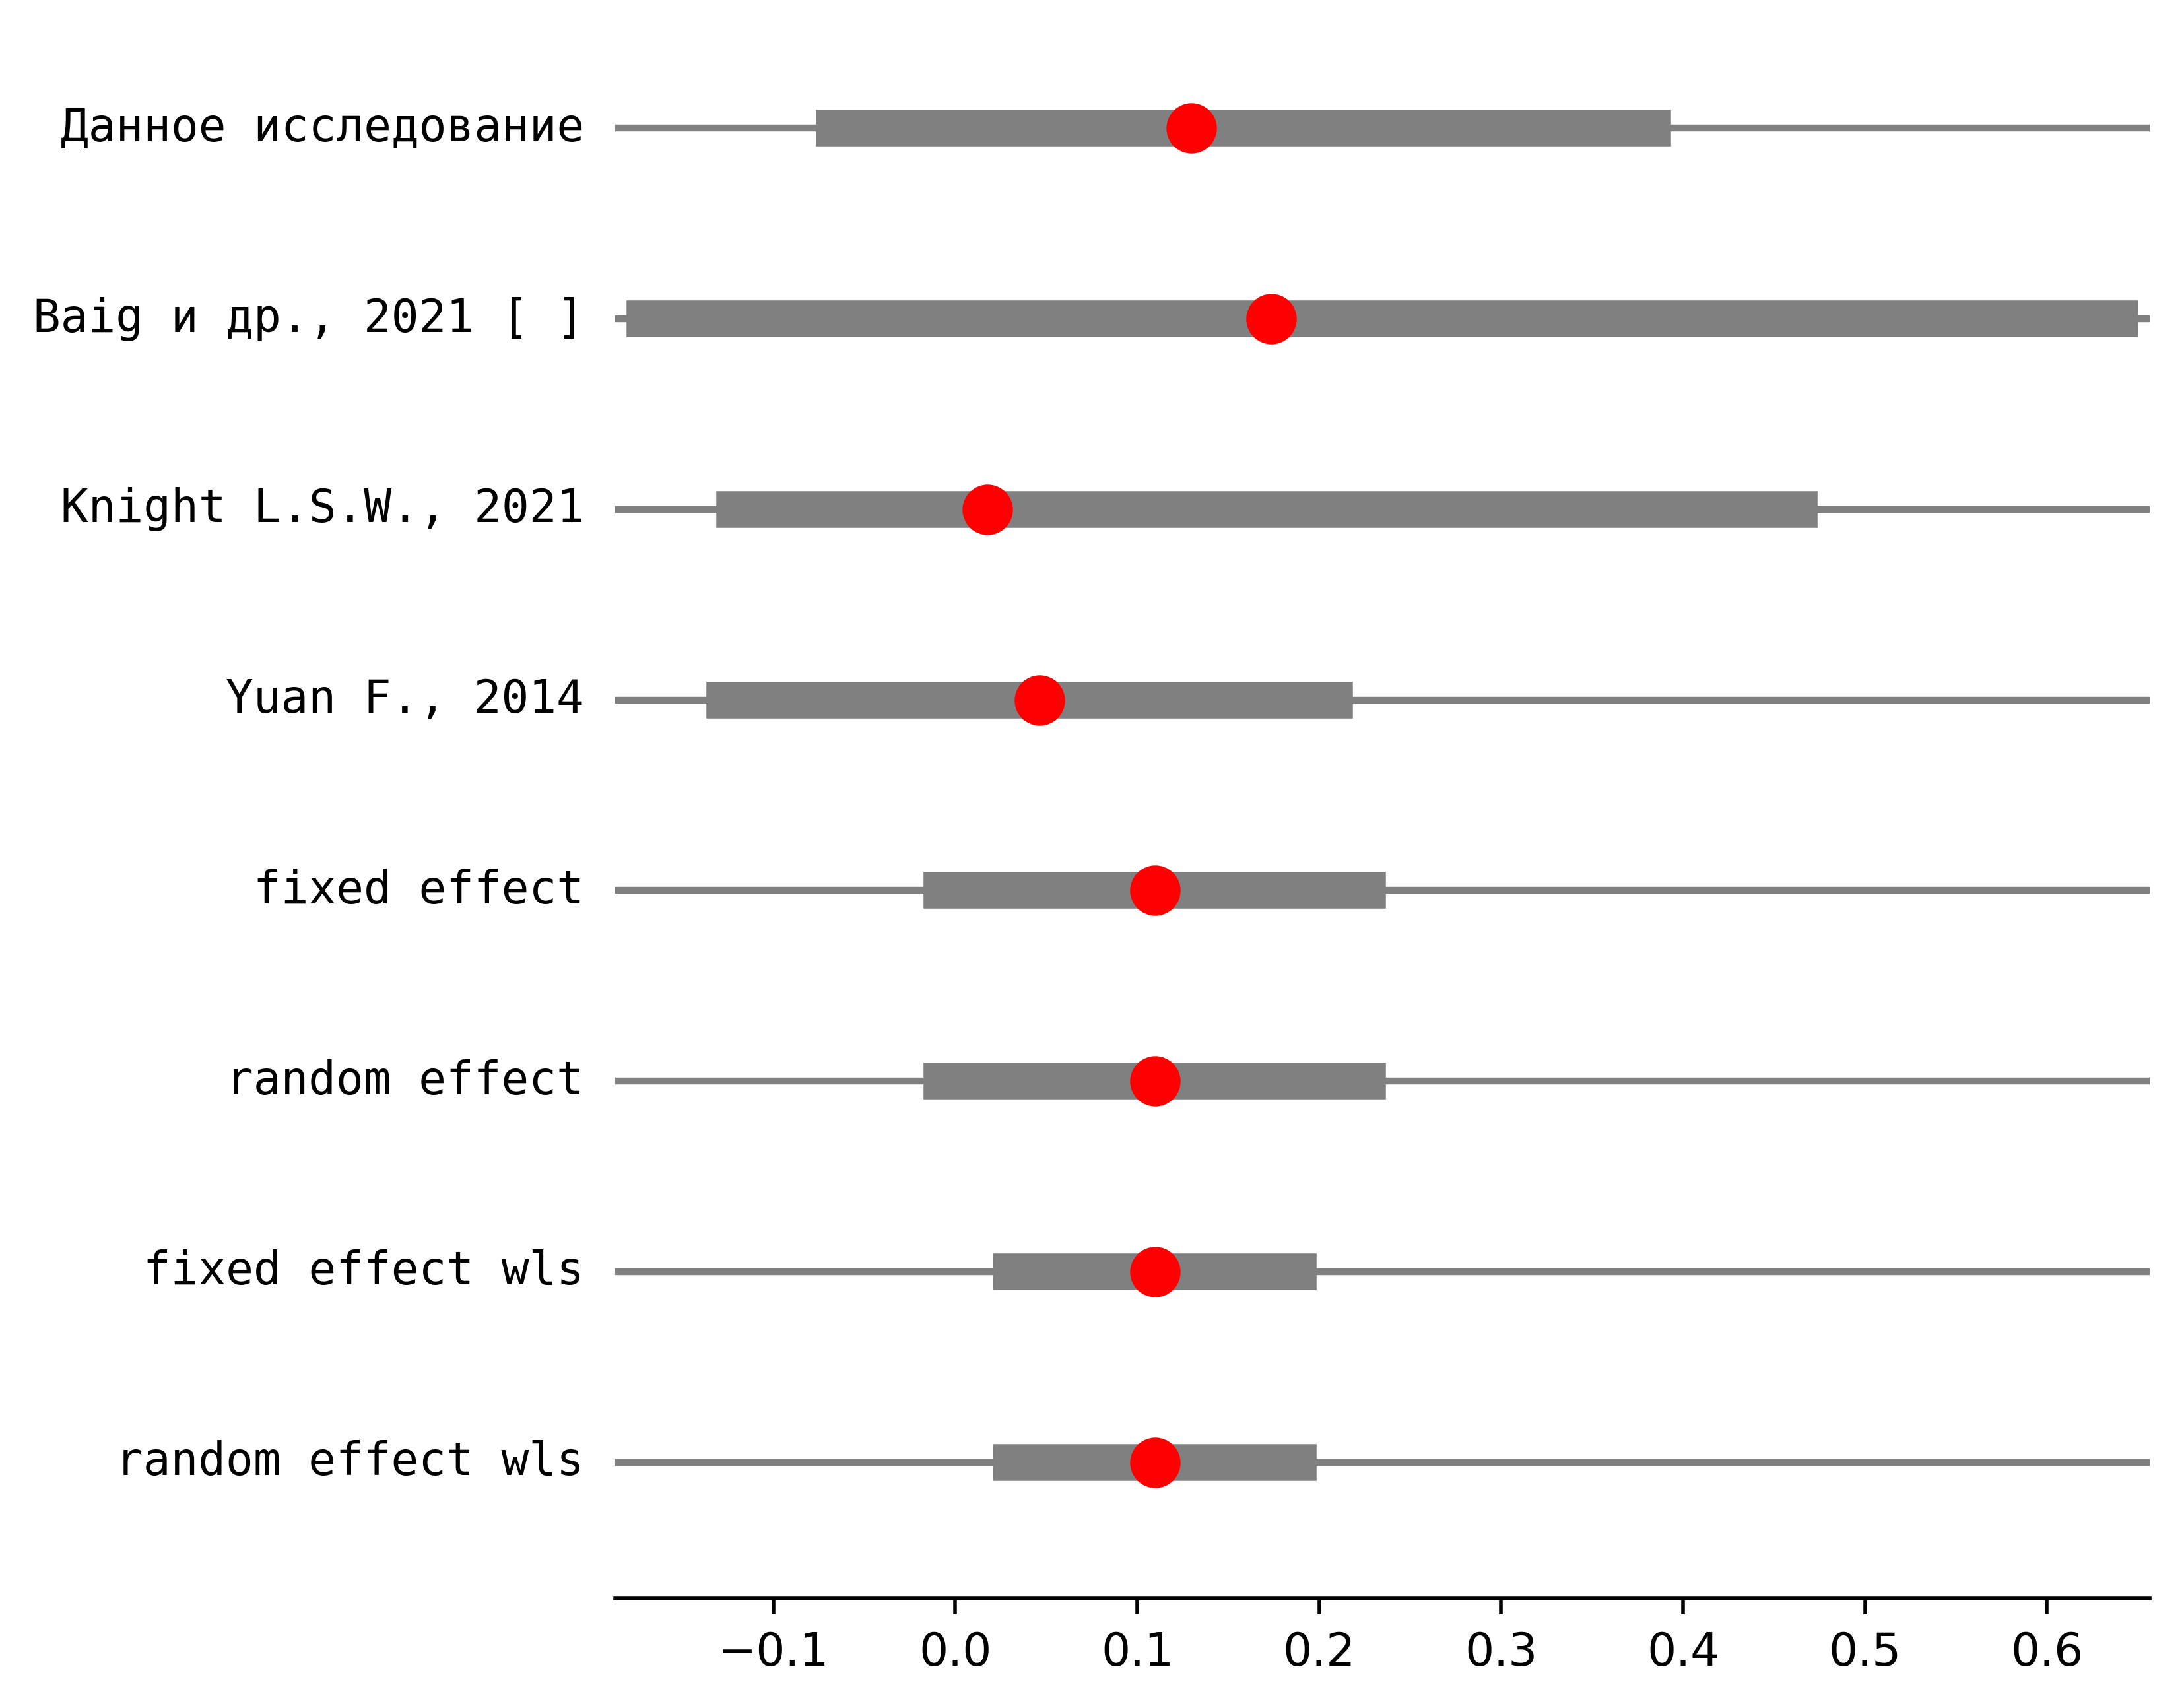 Данное исследование
Baig и др., 2021 [ ]
Knight L.S.W., 2021
Yuan F., 2014
fixed effect
random effect
fixed effect wls
random effect wls
−0.1 0.0 0.1 0.2 0.3 0.4 0.5 0.6